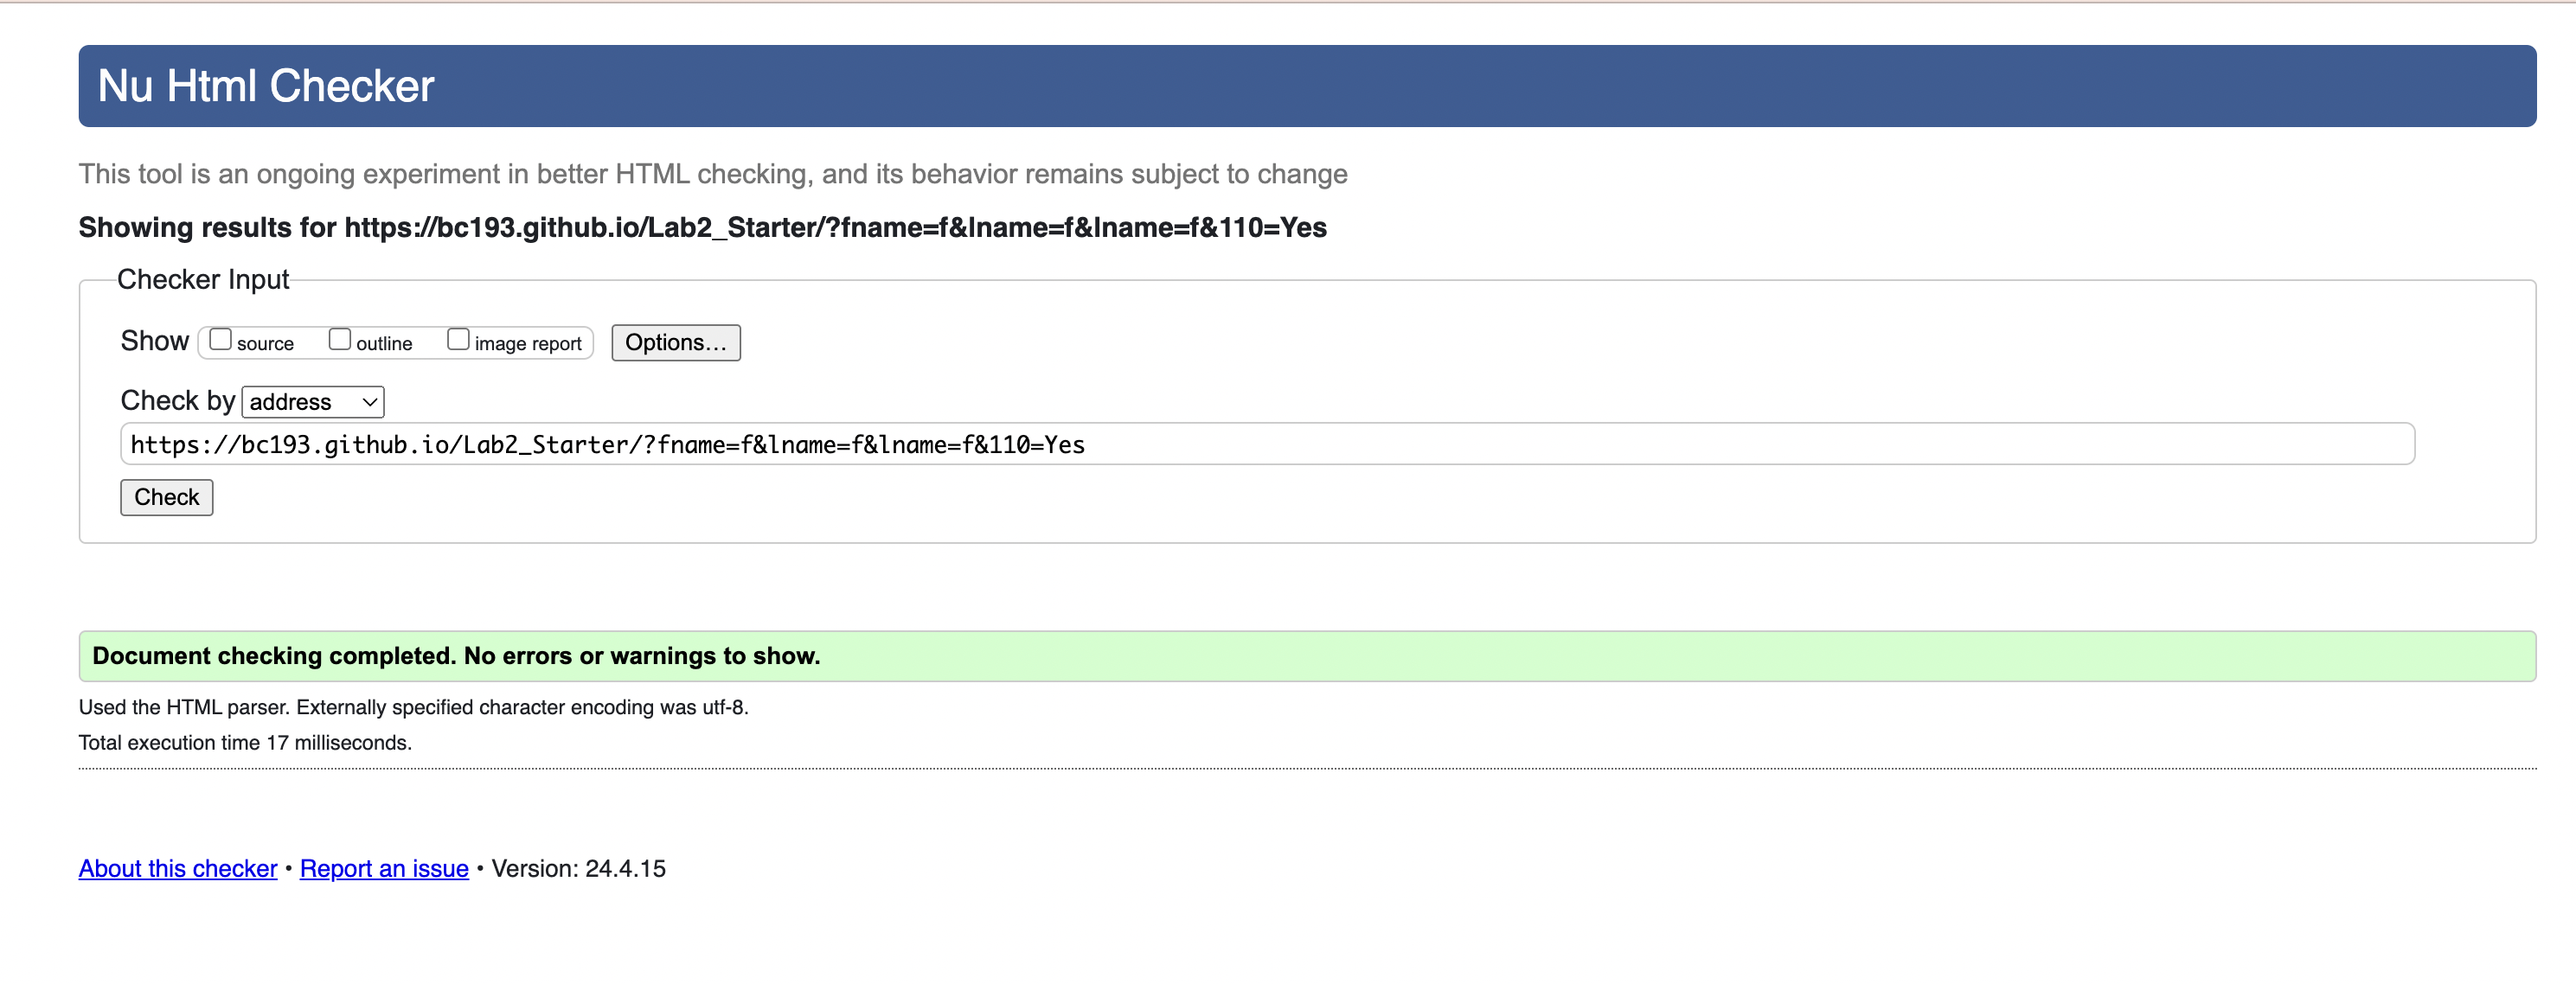 Nu Html Checker
This tool is an ongoing experiment in better HTML checking, and its behavior remains subject to change
Showing results for https://bc193.github.io/Lab2_Starter/?fname=f&lname=f&lname=f&110=Yes
Checker Input
Show source outline image report Options...
Check by address
https://bc193.github.io/Lab2_Starter/?fname=f&lname=f&lname=f&110=Yes
Check
Document checking completed. No errors or warnings to show.
Used the HTML parser. Externally specified character encoding was utf-8.
Total execution time 17 milliseconds.
About this checker • Report an issue • Version: 24.4.15